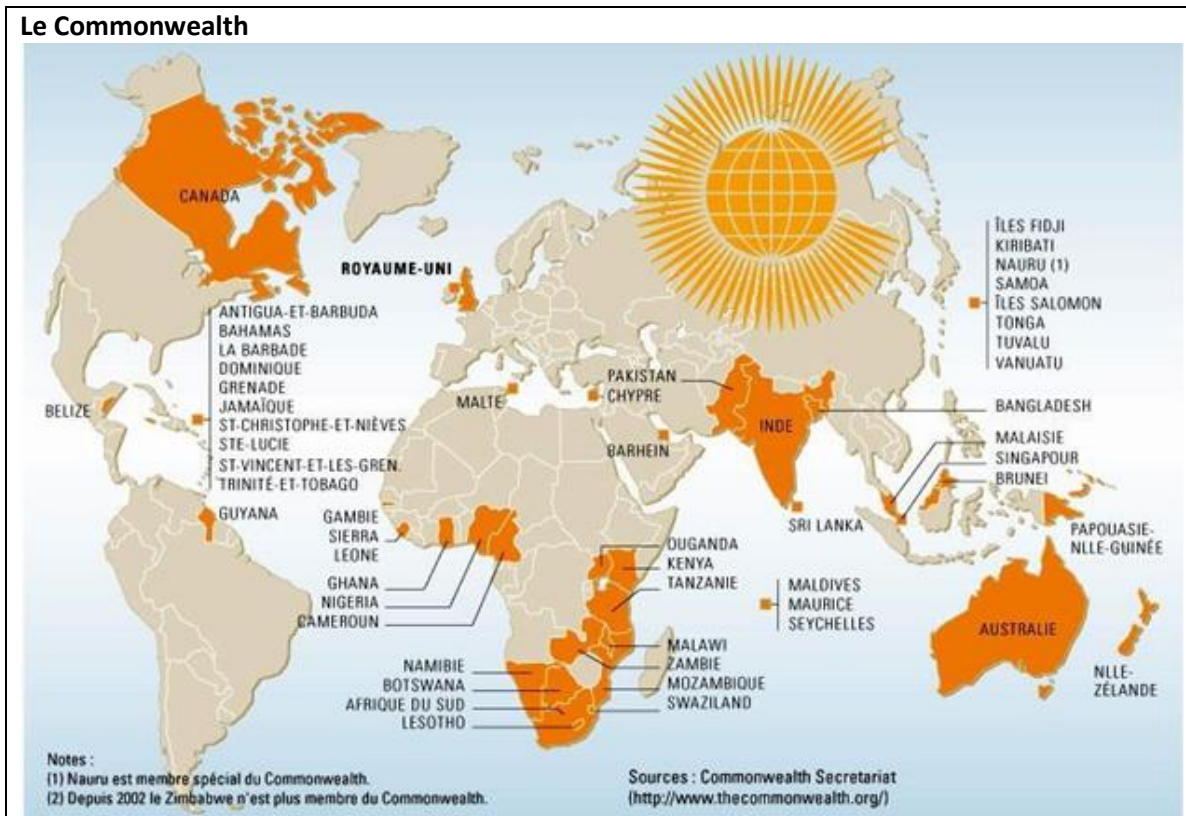 Le Commonwealth
CANADA
ROYAUME-UNI
ÎLES FIDJI
KIRIBATI
NAURU (1)
SAMOA
ÎLES SALOMON
TONGA
TUVALU
VANUATU
ANTIGUA-ET-BARBUDA
BAHAMAS
LA BARBADE
DOMINIQUE
GRENADE
JAMAÏQUE
ST-CHRISTOPHE-ET-NIÈVES
STE-LUCIE
ST-VINCENT-ET-LES-GREN.
TRINITÉ-ET-TOBAGO
BELIZE
GUYANA
MALTE
PAKISTAN
CHYPRE
BARHEIN
INDE
BANGLADESH
MALAISIE
SINGAPOUR
BRUNEI
SRI LANKA
PAPOUASIE-
NLLE-GUINÉE
GAMBIE
SIERRA
LEONE
GHANA
NIGERIA
CAMEROUN
OUGANDA
KENYA
TANZANIE
MALDIVES
MAURICE
SEYCHELLES
AUSTRALIE
NLLE-
ZÉLANDE
NAMIBIE
BOTSWANA
AFRIQUE DU SUD
LESOTHO
MALAWI
ZAMBIE
MOZAMBIQUE
SWAZILAND
Notes :
(1) Nauru est membre spécial du Commonwealth.
(2) Depuis 2002 le Zimbabwe n'est plus membre du Commonwealth.
Sources : Commonwealth Secretariat
(http://www.thecommonwealth.org/)